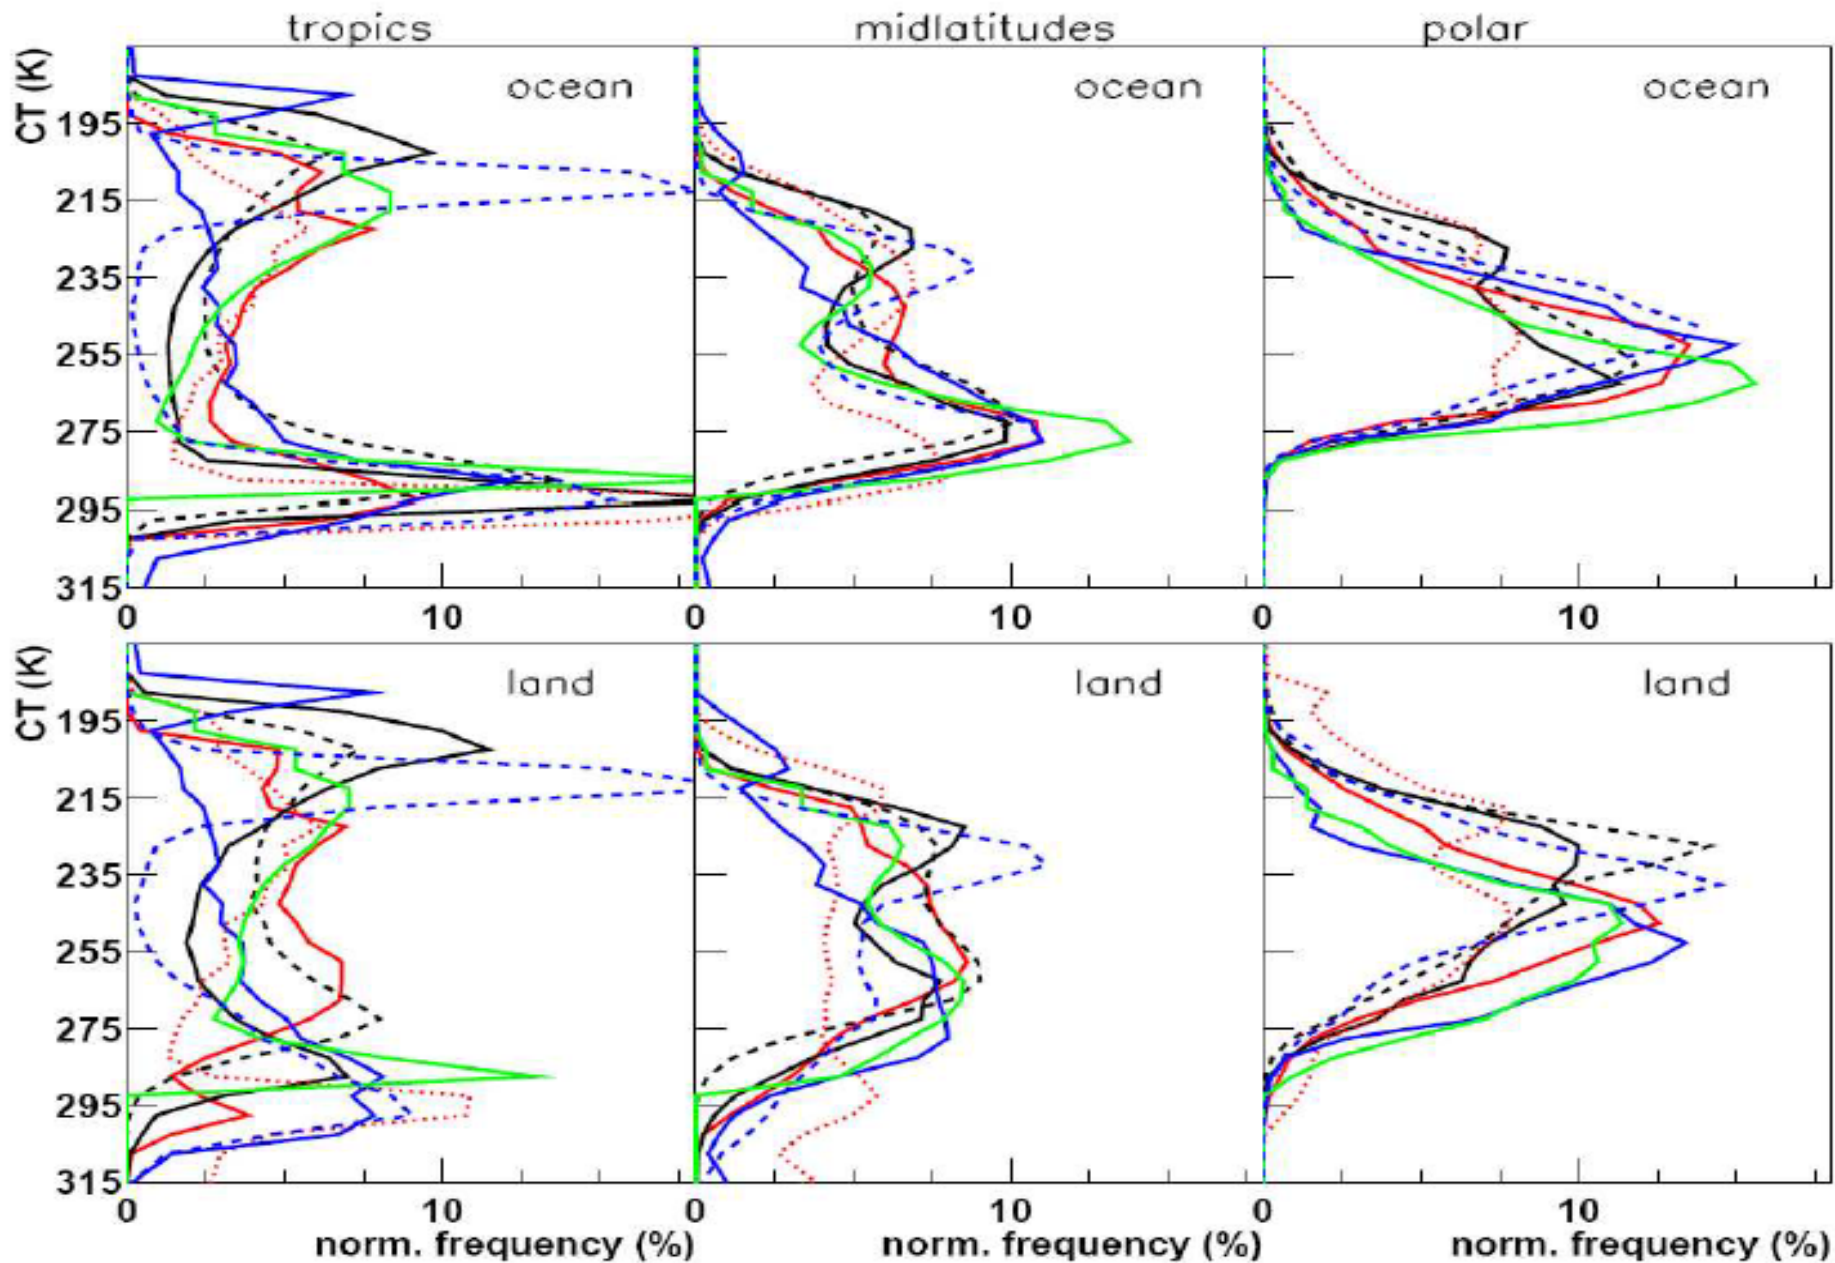 tropics midlatitudes polar
CT (K)
ocean ocean ocean
195
215
235
255
275
295
315
0 10 0 10 0 10
CT (K)
land land land
195
215
235
255
275
295
315
0 10 0 10 0 10
norm. frequency (%) norm. frequency (%) norm. frequency (%)